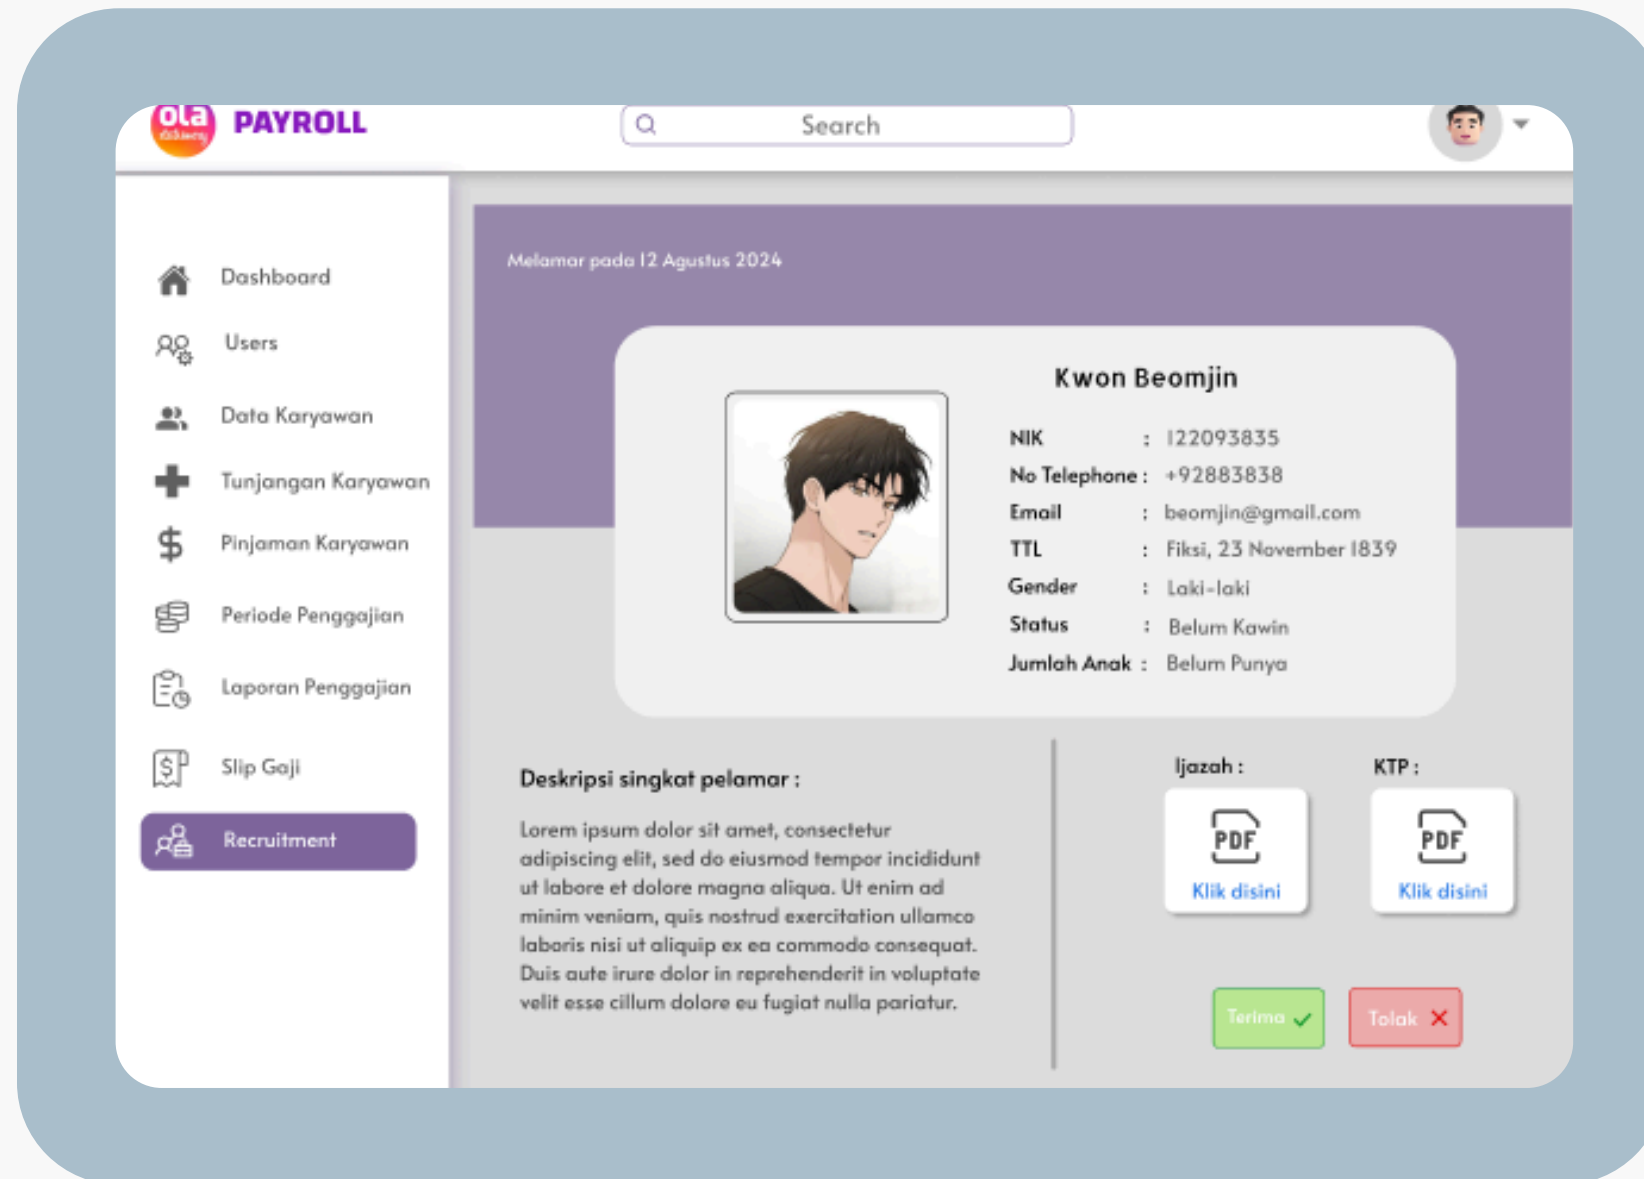 ola
PAYROLL
Search
Dashboard
Users
Data Karyawan
Tunjangan Karyawan
Pinjaman Karyawan
Periode Penggajian
Laporan Penggajian
Slip Gaji
Recruitment
Melamar pada 12 Agustus 2024
Kwon Beomjin
NIK : 122093835
No Telephone : +92883838
Email : beomjin@gmail.com
TTL : Fiksi, 23 November 1839
Gender : Laki-laki
Status : Belum Kawin
Jumlah Anak : Belum Punya
Deskripsi singkat pelamar :
Lorem ipsum dolor sit amet, consectetur
adipiscing elit, sed do eiusmod tempor incididunt
ut labore et dolore magna aliqua. Ut enim ad
minim veniam, quis nostrud exercitation ullamco
laboris nisi ut aliquip ex ea commodo consequat.
Duis aute irure dolor in reprehenderit in voluptate
velit esse cillum dolore eu fugiat nulla pariatur.
Ijazah :
PDF
Klik disini
KTP :
PDF
Klik disini
Terima
Tolak